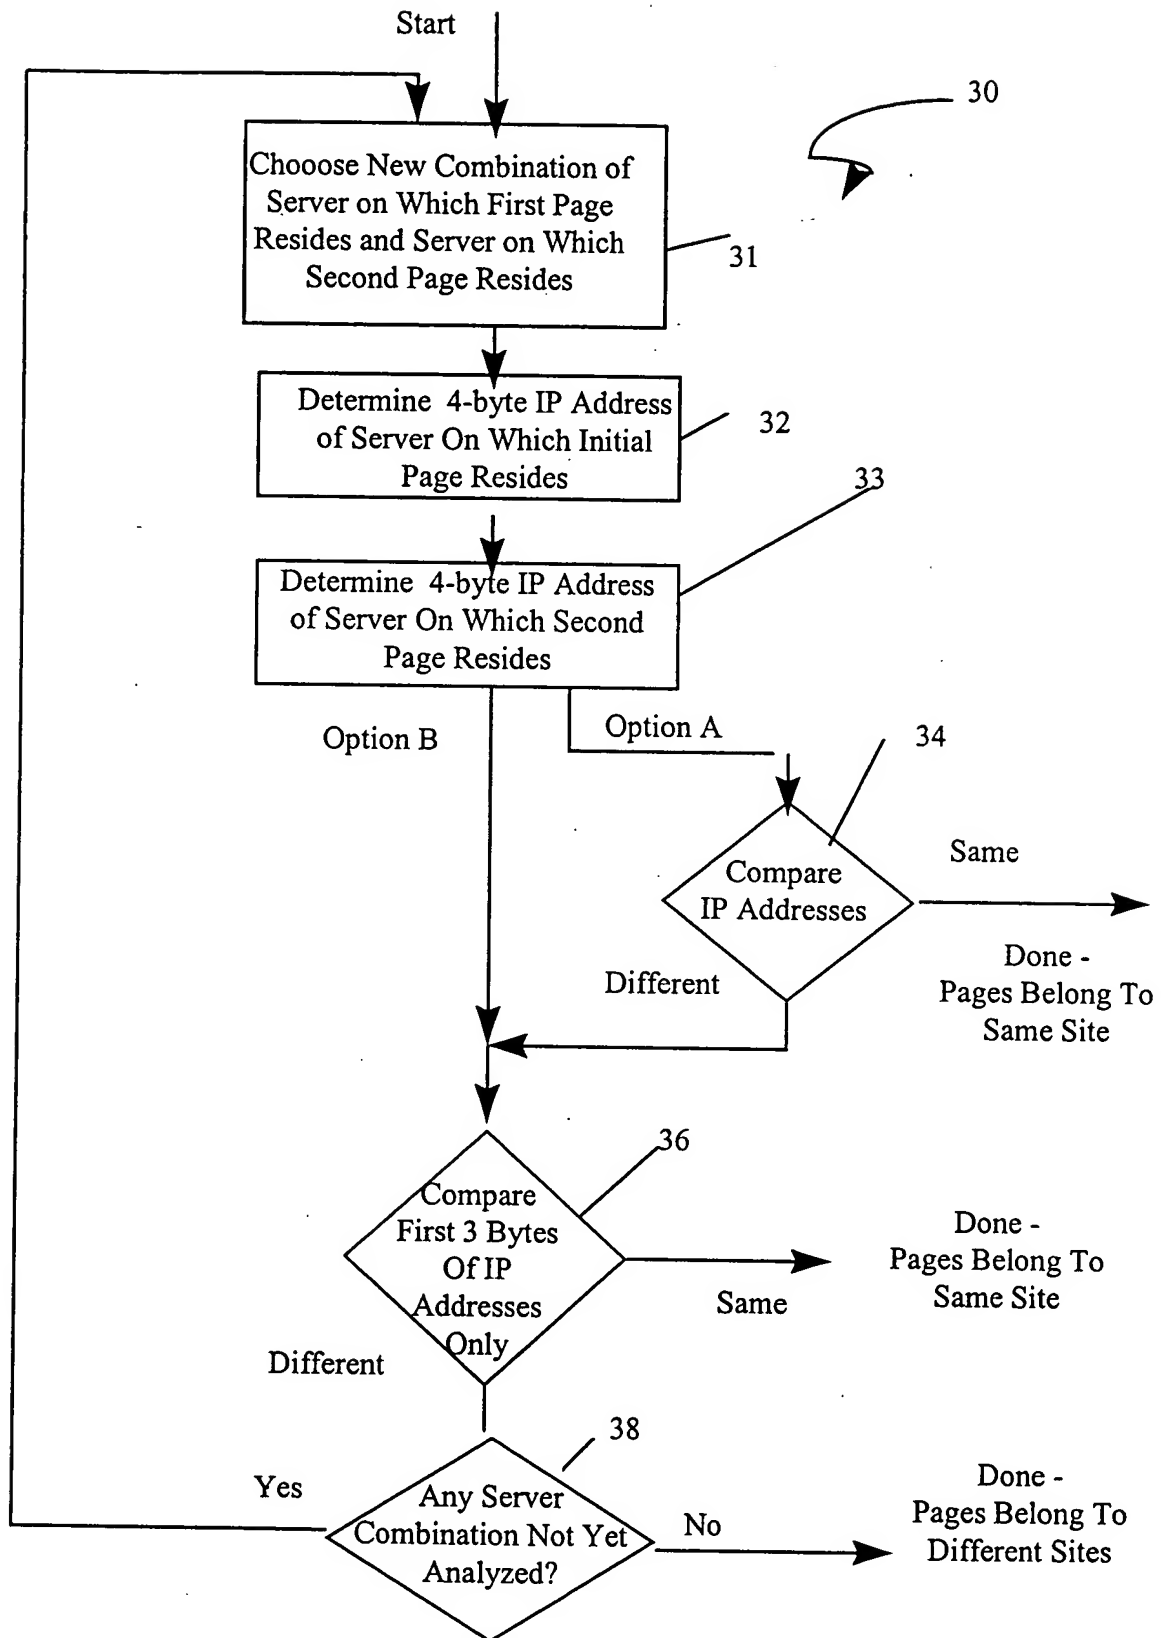 Start
30
Chooose New Combination of
Server on Which First Page
Resides and Server on Which
Second Page Resides
31
Determine 4-byte IP Address
of Server On Which Initial
Page Resides
32
33
Determine 4-byte IP Address
of Server On Which Second
Page Resides
Option B
Option A
34
Compare
IP Addresses
Same
Done -
Pages Belong To
Same Site
Different
36
Compare
First 3 Bytes
Of IP
Addresses
Only
Same
Done -
Pages Belong To
Same Site
Different
38
Any Server
Combination Not Yet
Analyzed?
Yes
No
Done -
Pages Belong To
Different Sites